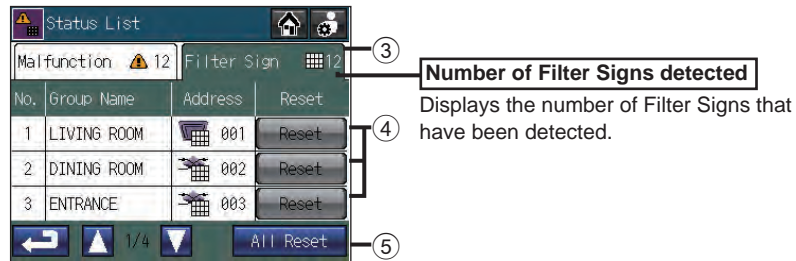 Status List
Malfunction 12 Filter Sign 12
③
Number of Filter Signs detected
Displays the number of Filter Signs that
have been detected.
No. Group Name Address Reset
1 LIVING ROOM 001 Reset
④
2 DINING ROOM 002 Reset
3 ENTRANCE 003 Reset
1/4 All Reset
⑤